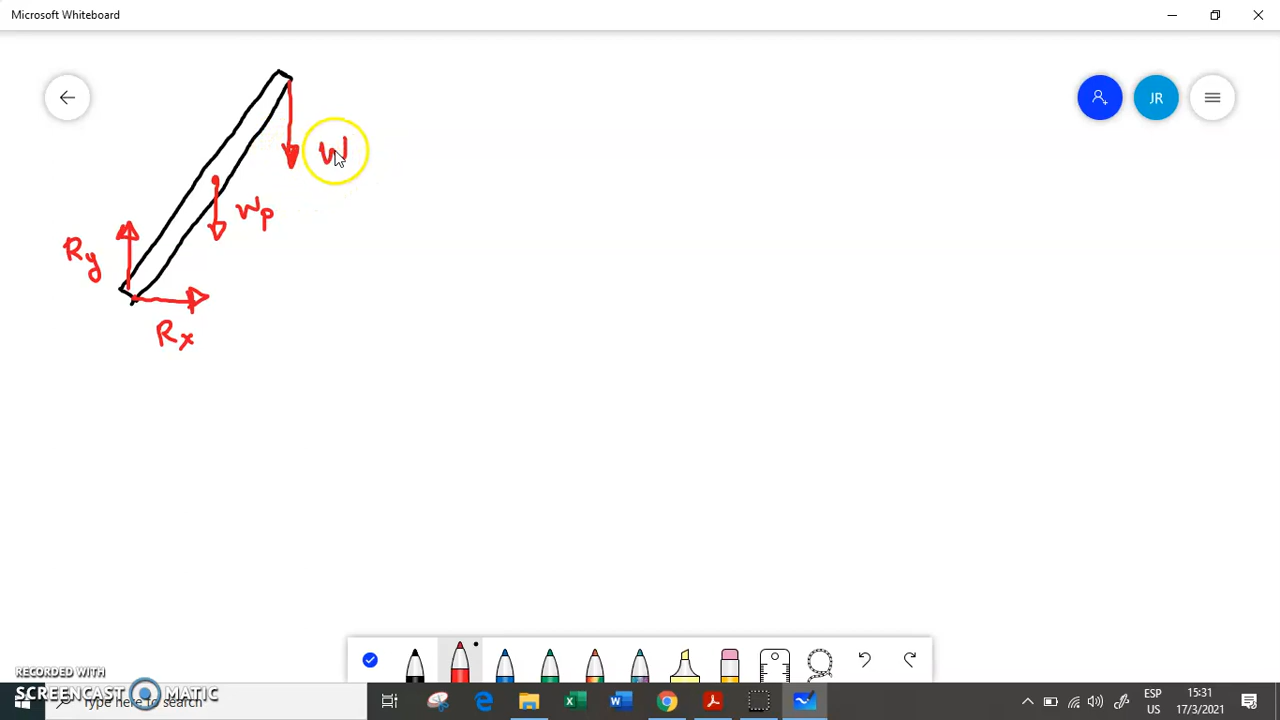 Microsoft Whiteboard
JR
W
Wp
Ry
Rx
RECORDED WITH
SCREENCAST MATIC
Type here to search
ESP
US
15:31
17/3/2021